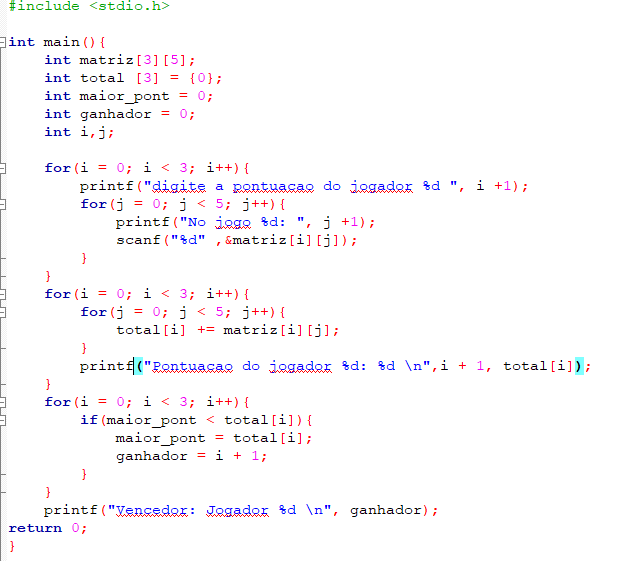 #include <stdio.h>
int main(){
int matriz[3][5];
int total [3] = {0};
int maior_pont = 0;
int ganhador = 0;
int i,j;
for(i = 0; i < 3; i++){
printf("digite a pontuacao do jogador %d ", i +1);
for(j = 0; j < 5; j++){
printf("No jogo %d: ", j +1);
scanf("%d" ,&matriz[i][j]);
}
}
for(i = 0; i < 3; i++){
for(j = 0; j < 5; j++){
total[i] += matriz[i][j];
}
printf("Pontuacao do jogador %d: %d \n",i + 1, total[i]);
}
for(i = 0; i < 3; i++){
if(maior_pont < total[i]){
maior_pont = total[i];
ganhador = i + 1;
}
}
printf("Vencedor: Jogador %d \n", ganhador);
return 0;
}